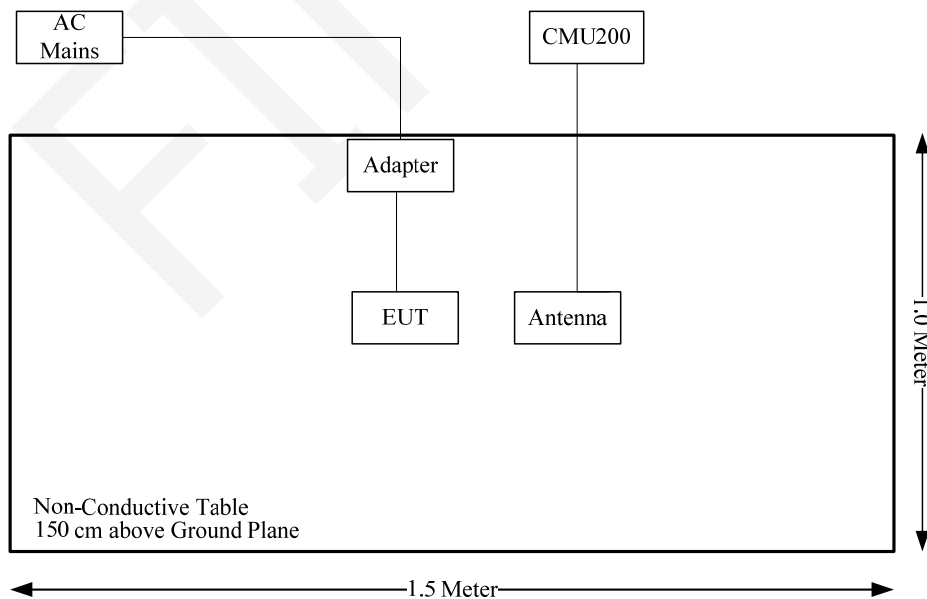 AC
Mains
CMU200
Adapter
EUT
Antenna
1.0 Meter
Non-Conductive Table
150 cm above Ground Plane
1.5 Meter